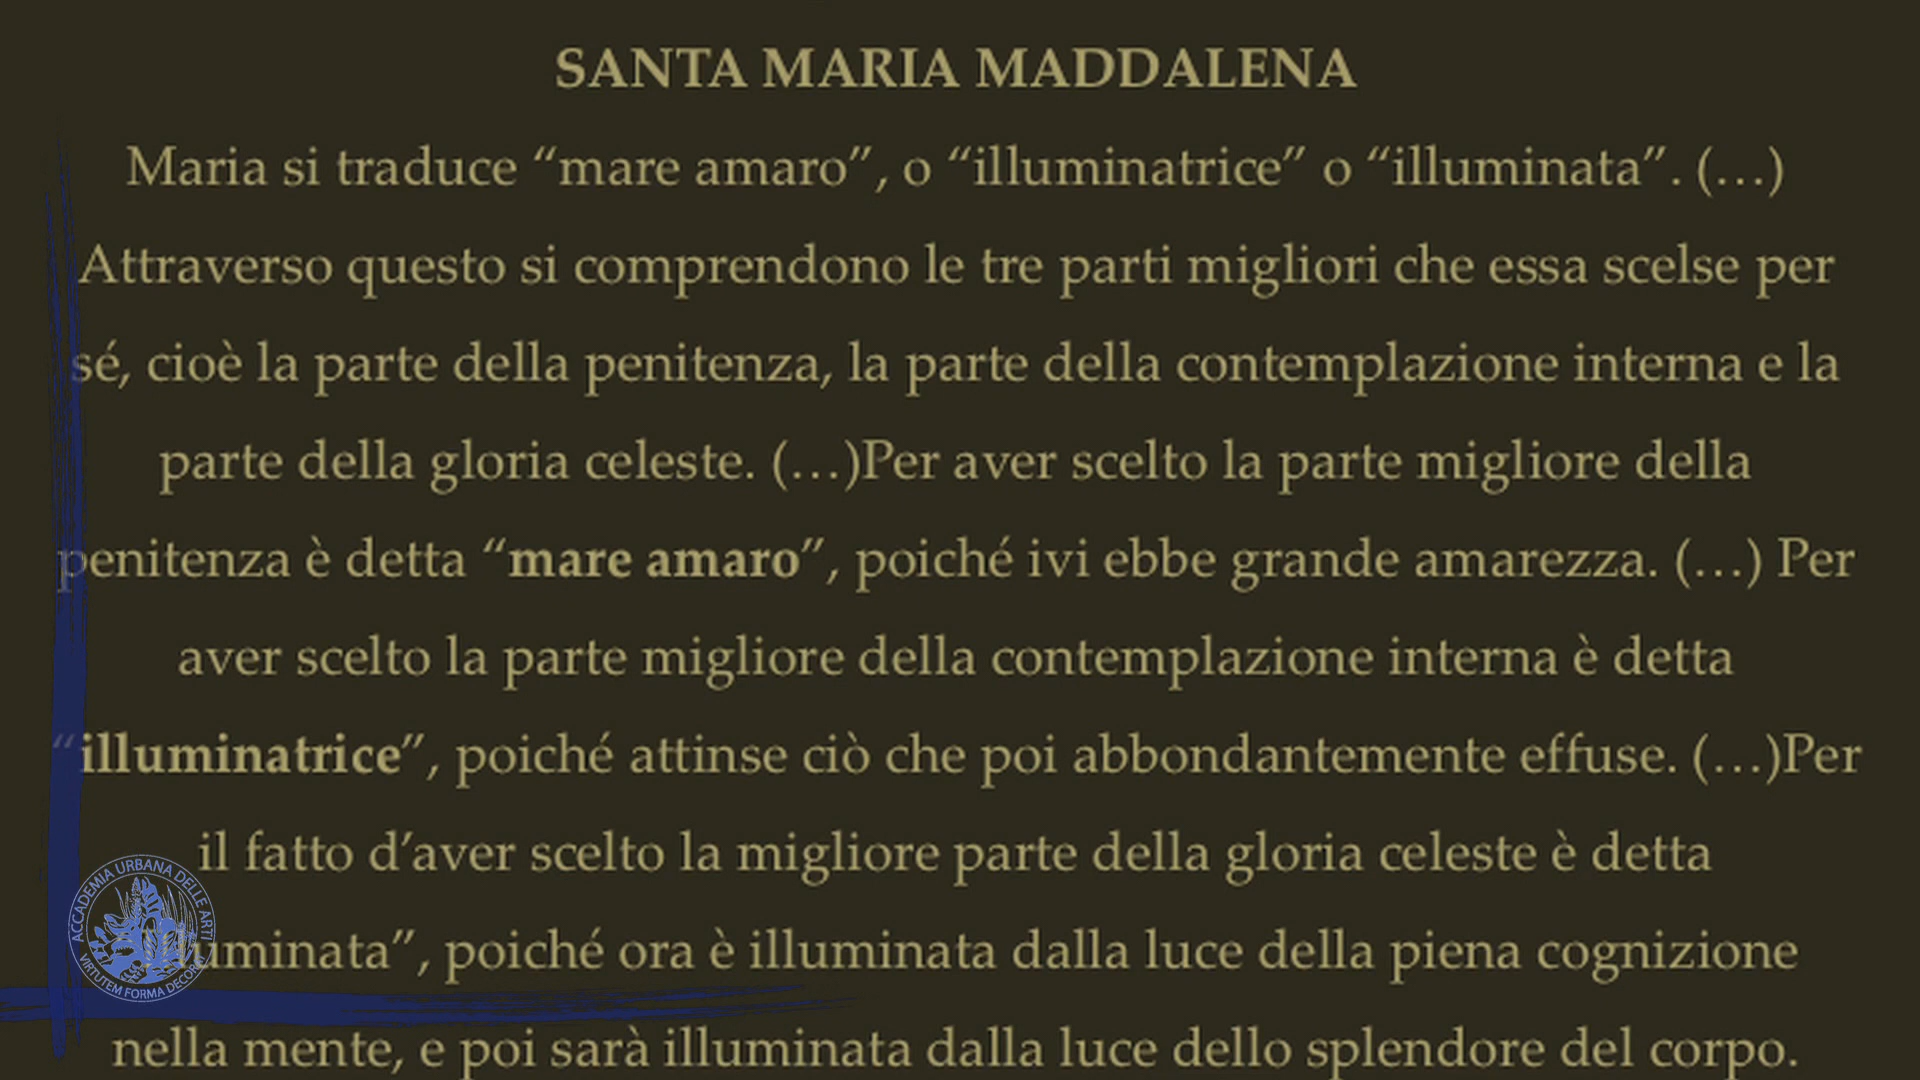 SANTA MARIA MADDALENA
Maria si traduce “mare amaro”, o “illuminatrice” o “illuminata”. (…)
Attraverso questo si comprendono le tre parti migliori che essa scelse per
sé, cioè la parte della penitenza, la parte della contemplazione interna e la
parte della gloria celeste. (…)Per aver scelto la parte migliore della
penitenza è detta “mare amaro”, poiché ivi ebbe grande amarezza. (…) Per
aver scelto la parte migliore della contemplazione interna è detta
“illuminatrice”, poiché attinse ciò che poi abbondantemente effuse. (…)Per
il fatto d’aver scelto la migliore parte della gloria celeste è detta
uminata”, poiché ora è illuminata dalla luce della piena cognizione
nella mente, e poi sarà illuminata dalla luce dello splendore del corpo.
ACCADEMIA URBANA DELLE ARTI
VIRTUTEM FORMA DECORAT